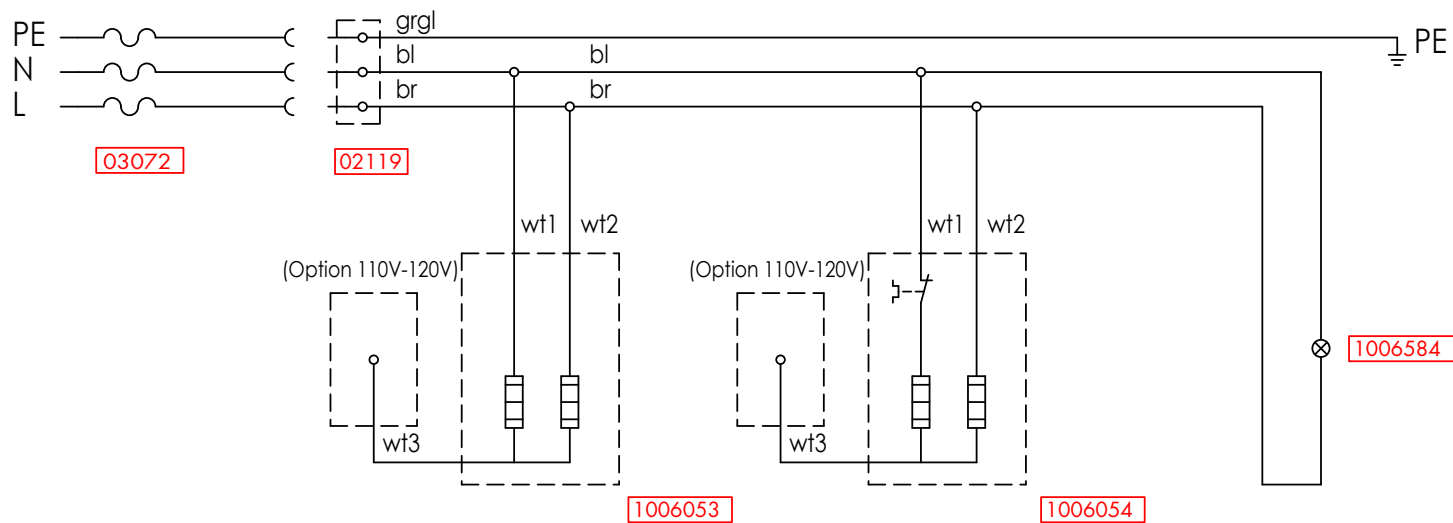 PE
grgl
PE
N
bl
bl
L
br
br
03072
02119
wt1
wt2
wt1
wt2
(Option 110V-120V)
(Option 110V-120V)
1006584
wt3
wt3
1006053
1006054